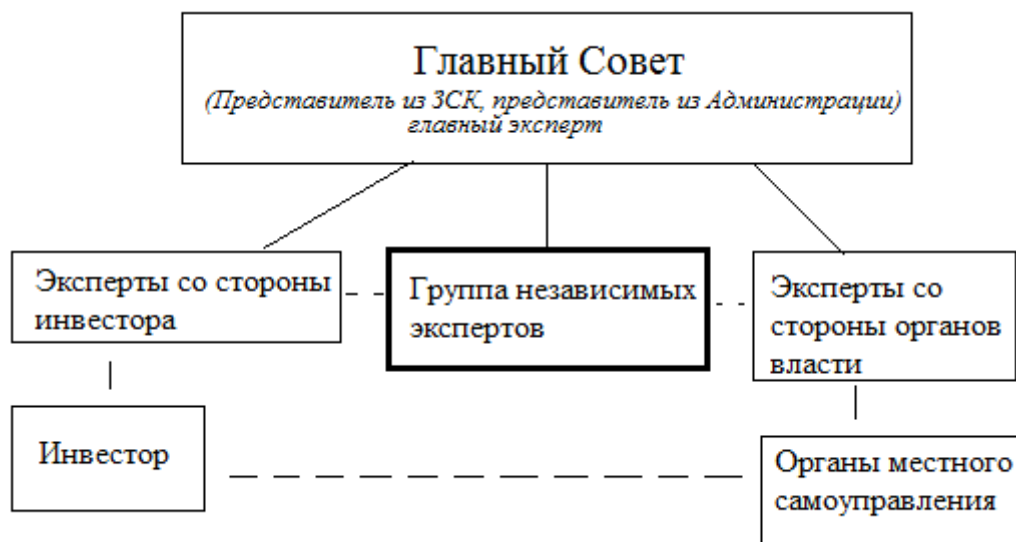 Главный Совет
(Представитель из ЗСК, представитель из Администрации)
главный эксперт
Эксперты со стороны
инвестора
Группа независимых
экспертов
Эксперты со
стороны органов
власти
Инвестор
Органы местного
самоуправления